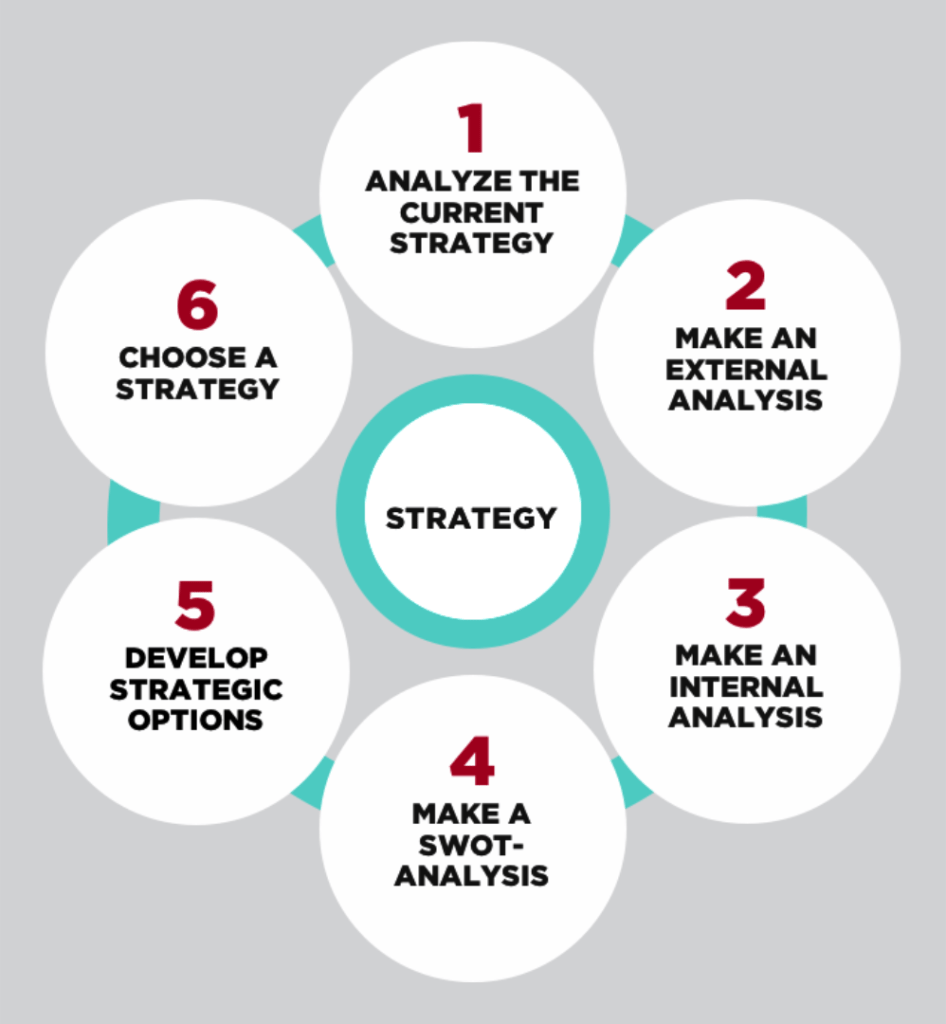 1
ANALYZE THE
CURRENT
STRATEGY
2
MAKE AN
EXTERNAL
ANALYSIS
3
MAKE AN
INTERNAL
ANALYSIS
4
MAKE A
SWOT-
ANALYSIS
5
DEVELOP
STRATEGIC
OPTIONS
6
CHOOSE A
STRATEGY
STRATEGY